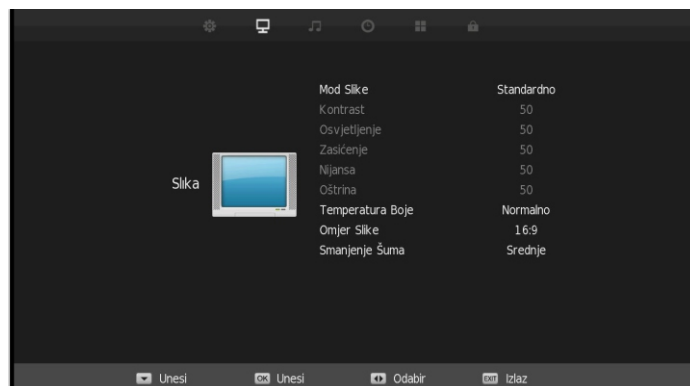 Mod Slike Standardno
Kontrast 50
Osvjetljenje 50
Zasićenje 50
Nijansa 50
Slika
Oštrina 50
Temperatura Boje Normalno
Omjer Slike 16:9
Smanjenje Šuma Srednje
Unesi OK Unesi Odabir EXIT Izlaz